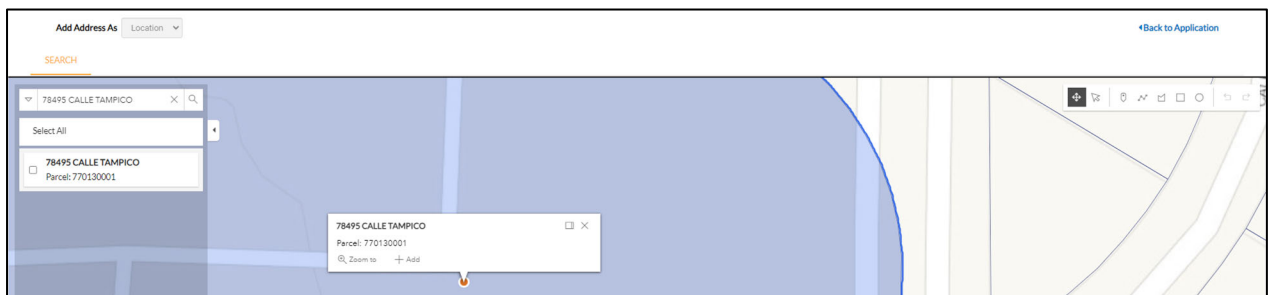 Add Address As Location
Back to Application
SEARCH
78495 CALLE TAMPICO
Select All
78495 CALLE TAMPICO
Parcel: 770130001
78495 CALLE TAMPICO
Parcel: 770130001
Zoom to Add